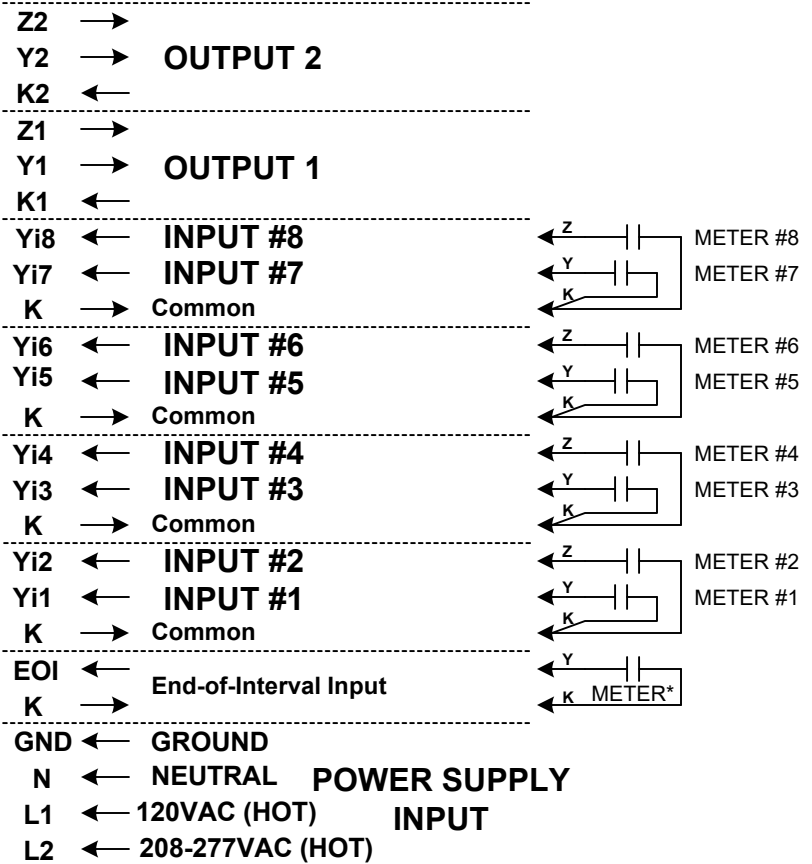 Z2
Y2 OUTPUT 2
K2
Z1
Y1 OUTPUT 1
K1
Yi8 INPUT #8 Z METER #8
Yi7 INPUT #7 Y METER #7
K Common K
Yi6 INPUT #6 Z METER #6
Yi5 INPUT #5 Y METER #5
K Common K
Yi4 INPUT #4 Z METER #4
Yi3 INPUT #3 Y METER #3
K Common K
Yi2 INPUT #2 Z METER #2
Yi1 INPUT #1 Y METER #1
K Common K
EOI Y
End-of-Interval Input
K K METER*
GND GROUND
N NEUTRAL POWER SUPPLY
L1 120VAC (HOT) INPUT
L2 208-277VAC (HOT)